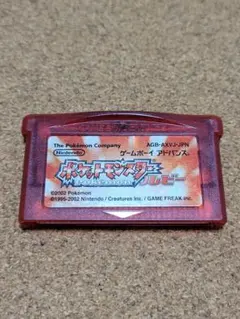 The Pokémon Company AGB-AXVJ-JPN
Nintendo ゲームボーイ アドバンス
ポケットモンスター
ルビー
©2002 Pokémon
©1995-2002 Nintendo / Creatures inc. / GAME FREAK inc.